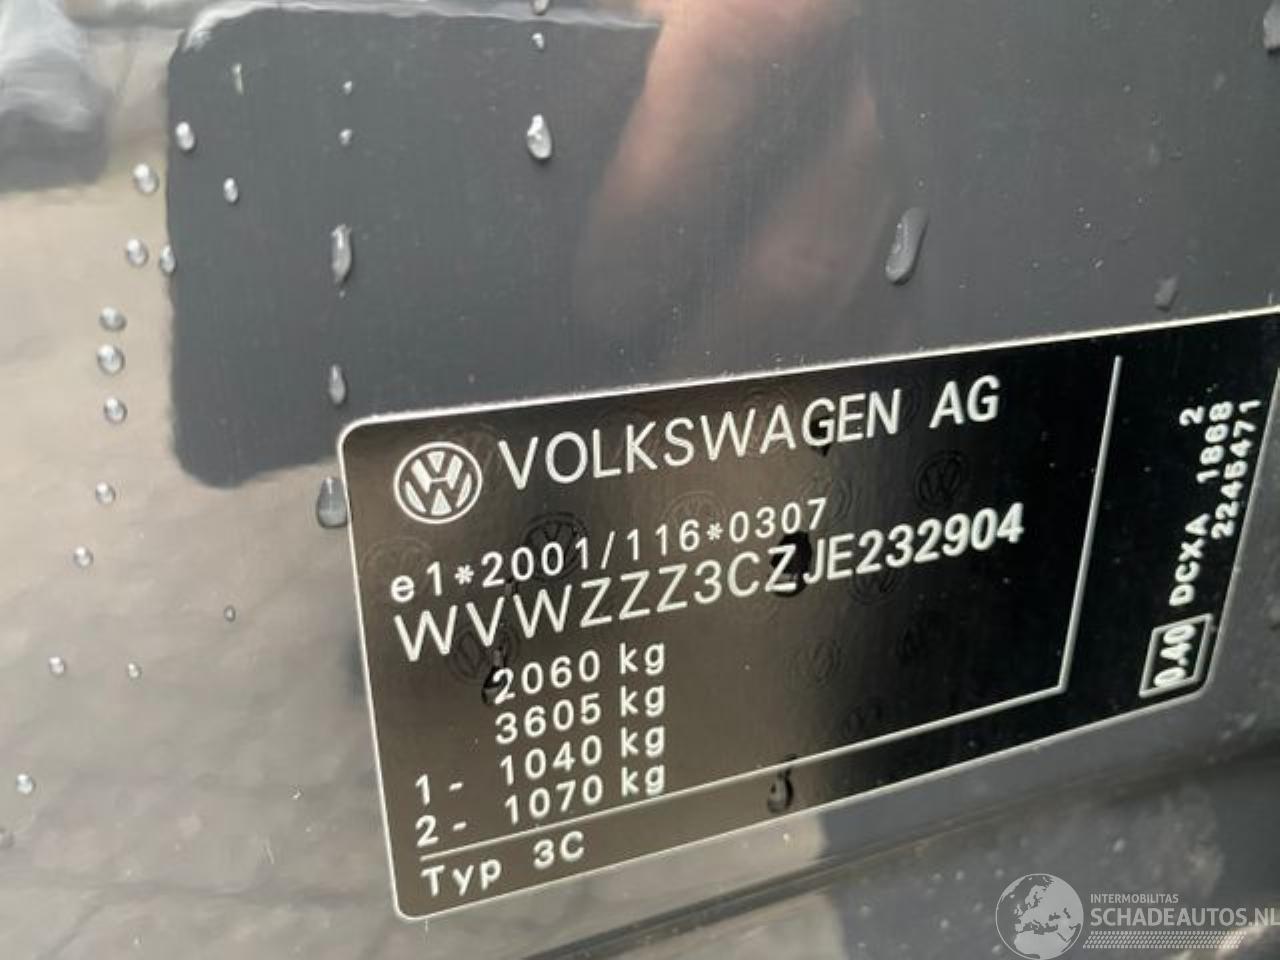 VOLKSWAGEN AG
e1*2001/116*0307
WVWZZZ3CZJE232904
2060 kg
3605 kg
1- 1040 kg
2- 1070 kg
Typ 3C
2
DCXA 1868
2245471
0.40
INTERMOBILITAS
SCHADEAUTOS.NL